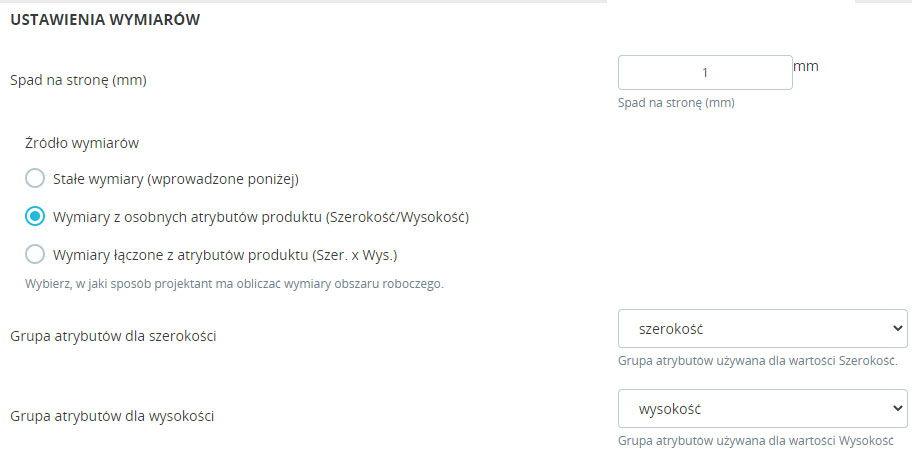 USTAWIENIA WYMIARÓW
Spad na stronę (mm)
1
mm
Spad na stronę (mm)
Źródło wymiarów
Stałe wymiary (wprowadzone poniżej)
Wymiary z osobnych atrybutów produktu (Szerokość/Wysokość)
Wymiary łączone z atrybutów produktu (Szer. x Wys.)
Wybierz, w jaki sposób projektant ma obliczać wymiary obszaru roboczego.
Grupa atrybutów dla szerokości
szerokość
Grupa atrybutów używana dla wartości Szerokość.
Grupa atrybutów dla wysokości
wysokość
Grupa atrybutów używana dla wartości Wysokość